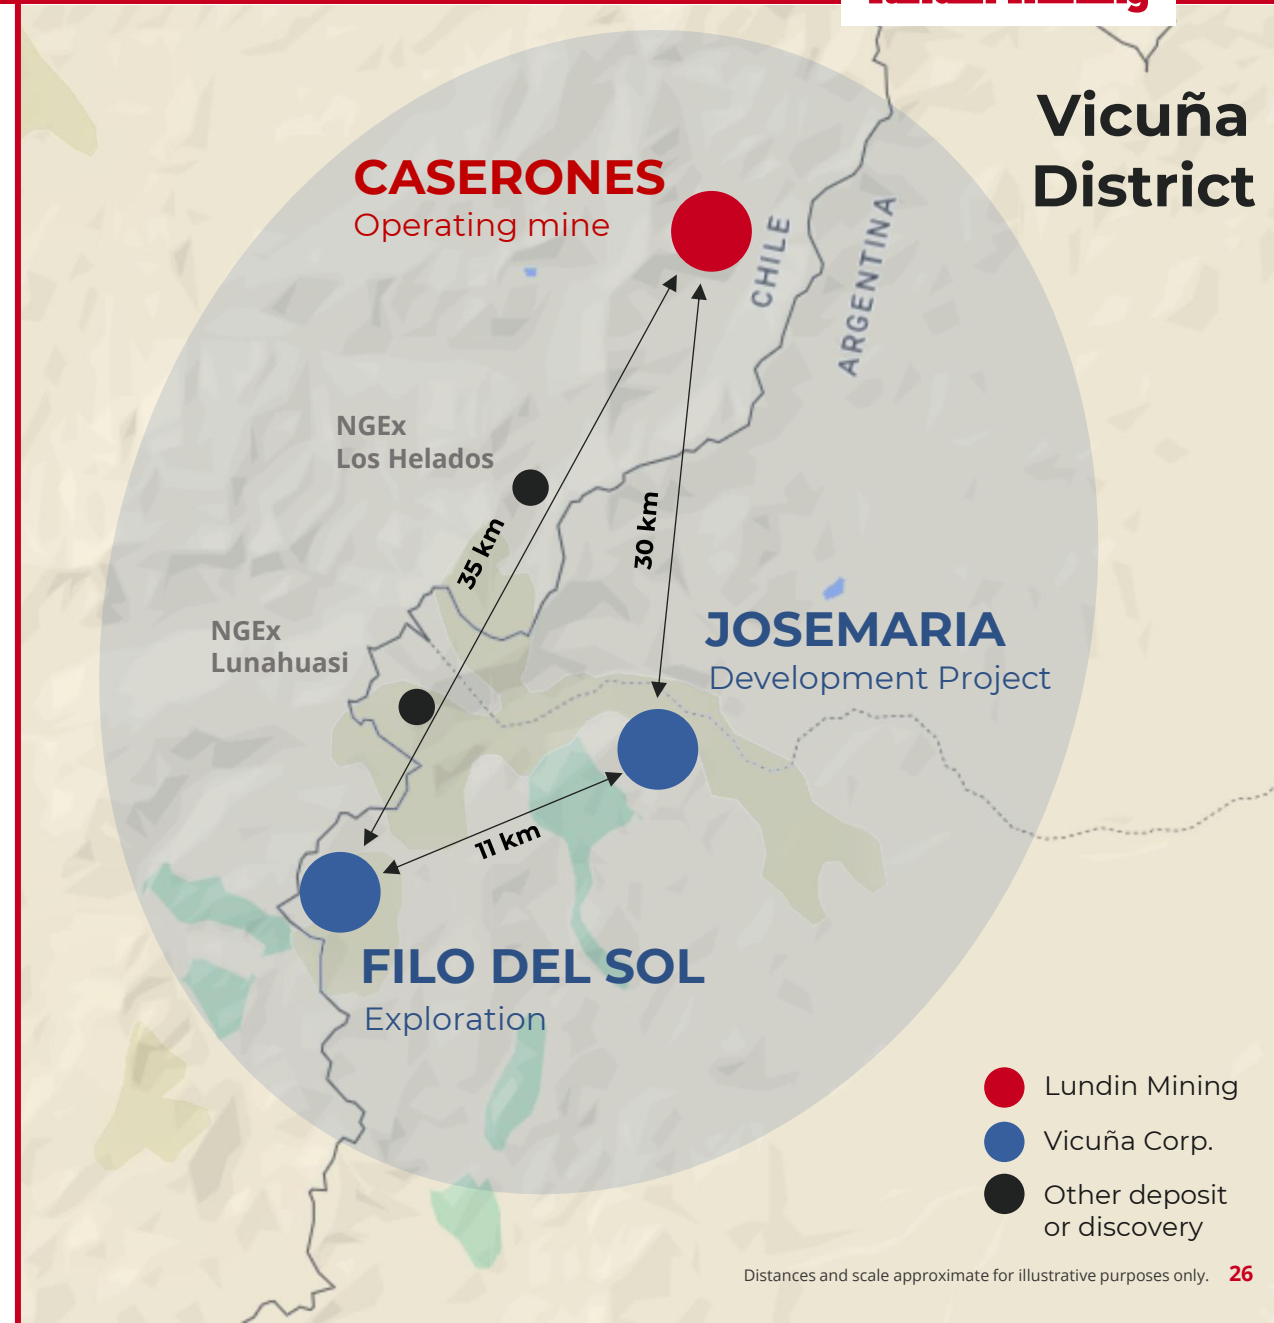 Vicuña
District
CASERONES
Operating mine
CHILE
ARGENTINA
NGEx
Los Helados
35 km
30 km
NGEx
Lunahuasi
JOSEMARIA
Development Project
11 km
FILO DEL SOL
Exploration
Lundin Mining
Vicuña Corp.
Other deposit
or discovery
Distances and scale approximate for illustrative purposes only. 26